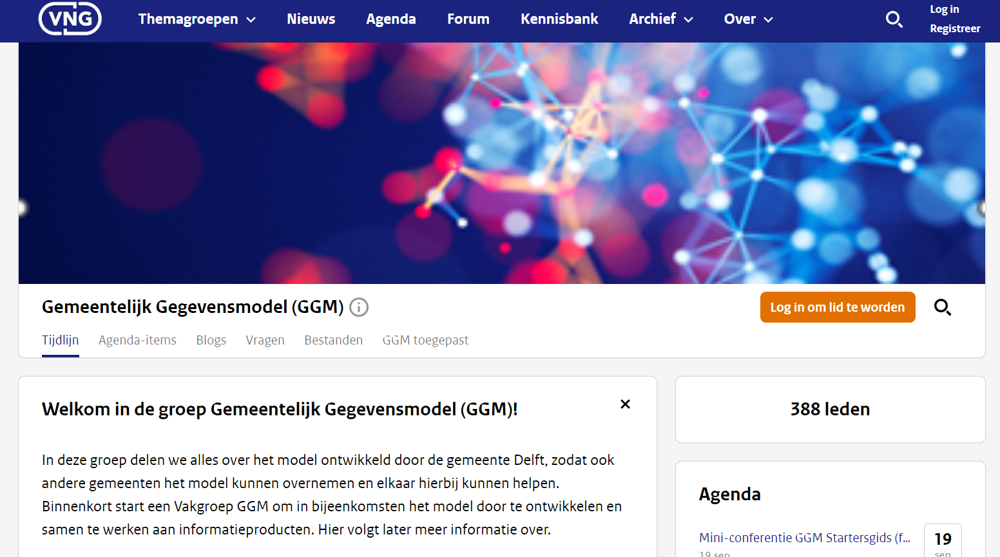 VNG
Themagroepen
Nieuws
Agenda
Forum
Kennisbank
Archief
Over
Log in
Registreer
Gemeentelijk Gegevensmodel (GGM)
Log in om lid te worden
Tijdlijn
Agenda-items
Blogs
Vragen
Bestanden
GGM toegepast
Welkom in de groep Gemeentelijk Gegevensmodel (GGM)!
In deze groep delen we alles over het model ontwikkeld door de gemeente Delft, zodat ook
andere gemeenten het model kunnen overnemen en elkaar hierbij kunnen helpen.
Binnenkort start een Vakgroep GGM om in bijeenkomsten het model door te ontwikkelen en
samen te werken aan informatieproducten. Hier volgt later meer informatie over.
388 leden
Agenda
Mini-conferentie GGM Startersgids (f...
19 sep
19
sep